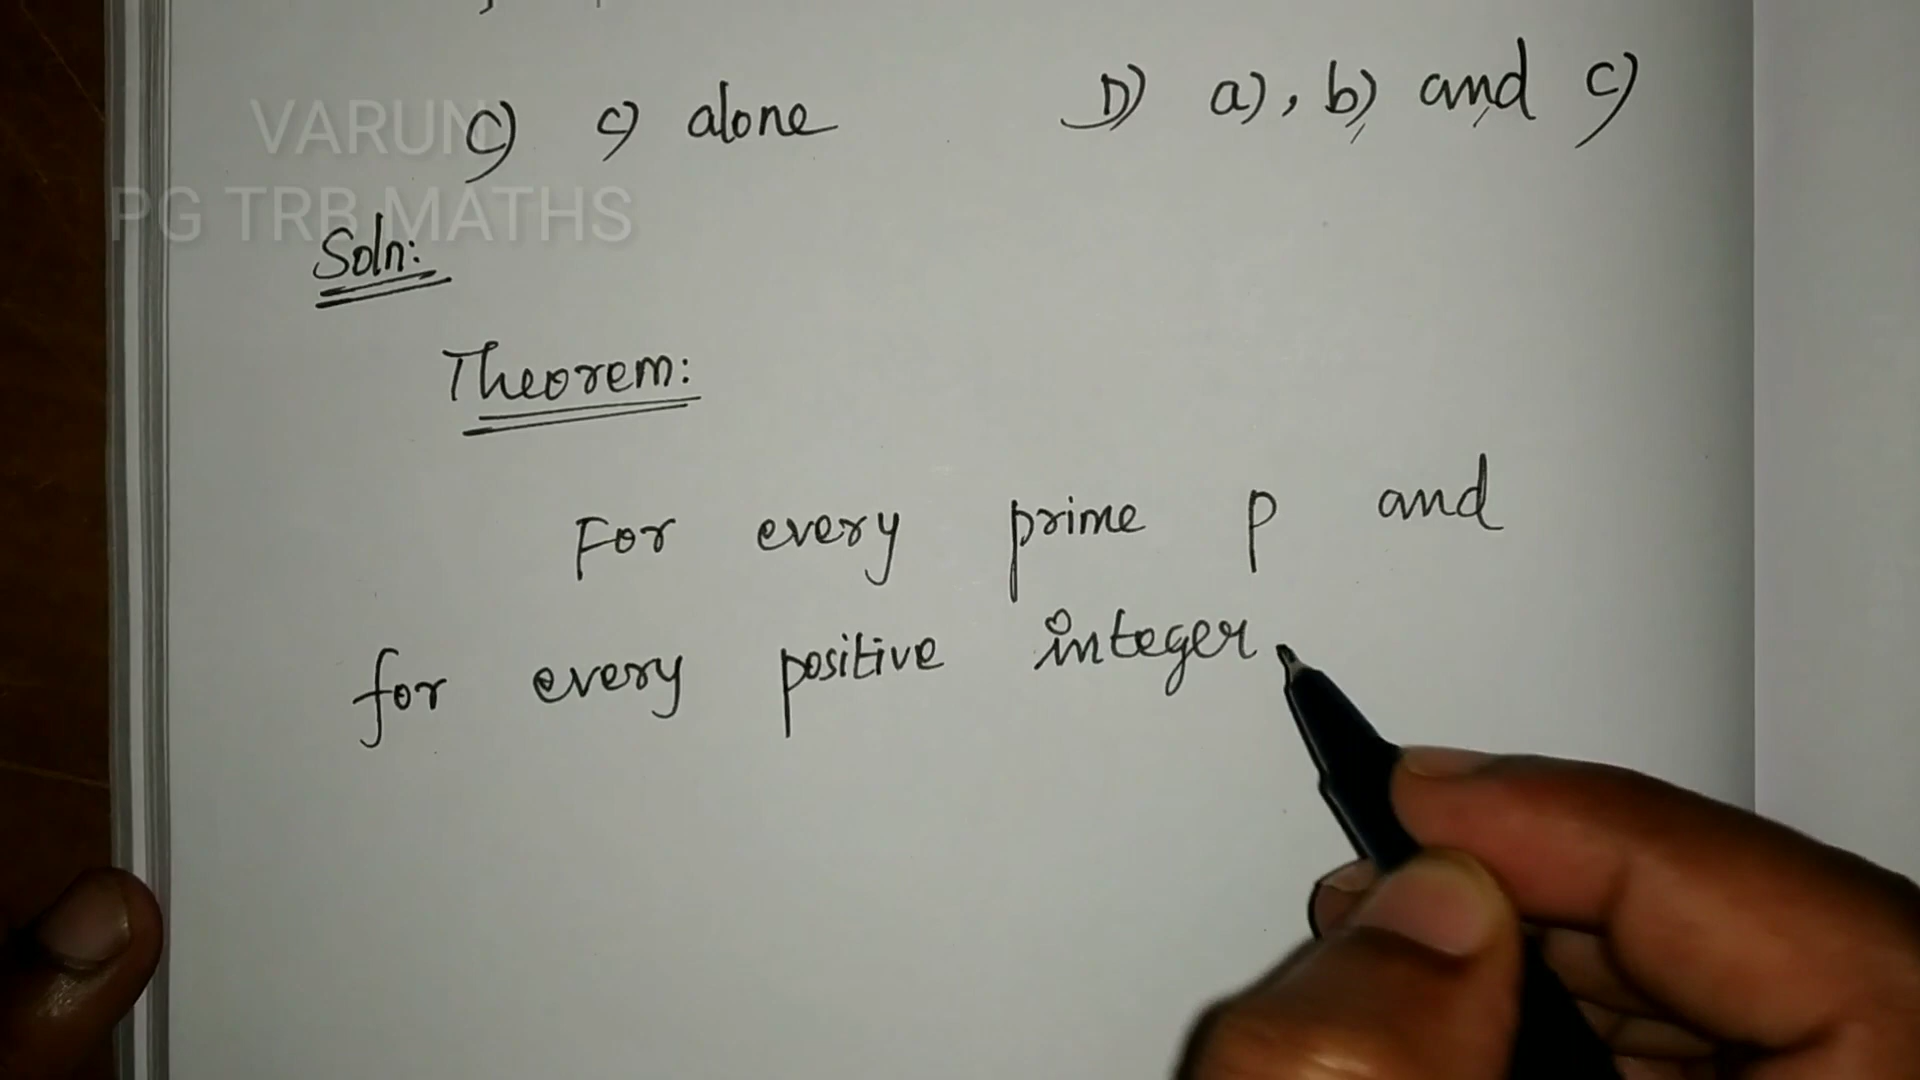 C) c) alone D) a), b) and c)
VARUN
PG TRB MATHS
Soln:
Theorem:
For every prime p and
for every positive integer